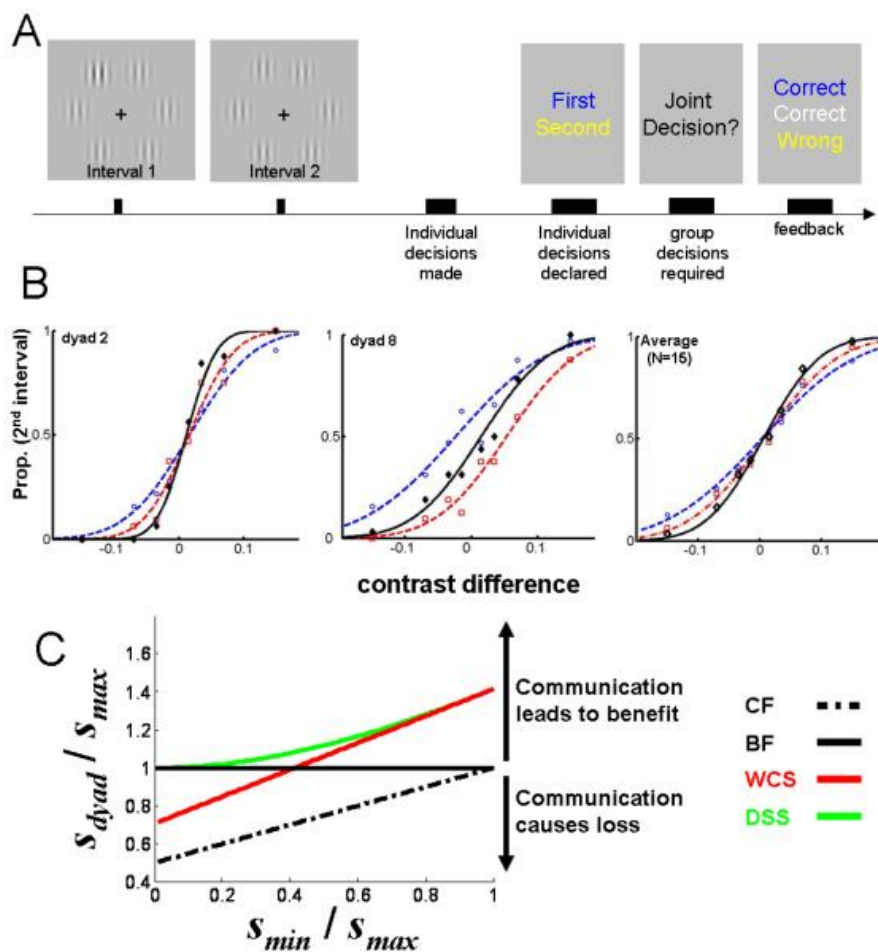 A
Interval 1
Interval 2
First
Second
Joint
Decision?
Correct
Correct
Wrong
Individual
decisions
made
Individual
decisions
declared
group
decisions
required
feedback
B
Prop. (2nd interval)
1
0.5
0
dyad 2
-0.1
0
0.1
1
0.5
0
dyad 8
-0.1
0
0.1
1
0.5
0
Average
(N=15)
-0.1
0
0.1
contrast difference
C
s dyad / s max
1.6
1.4
1.2
1
0.8
0.6
0.4
0
0.2
0.4
0.6
0.8
1
s min / s max
Communication
leads to benefit
Communication
causes loss
CF
BF
WCS
DSS